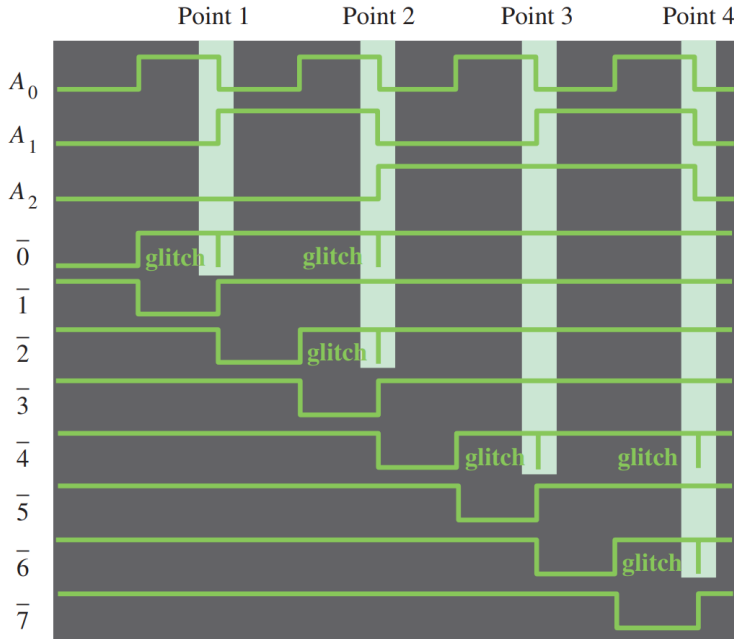 Point 1 Point 2 Point 3 Point 4
A₀
A₁
A₂
0̅ glitch glitch
1̅
2̅ glitch
3̅
4̅ glitch glitch
5̅
6̅ glitch
7̅